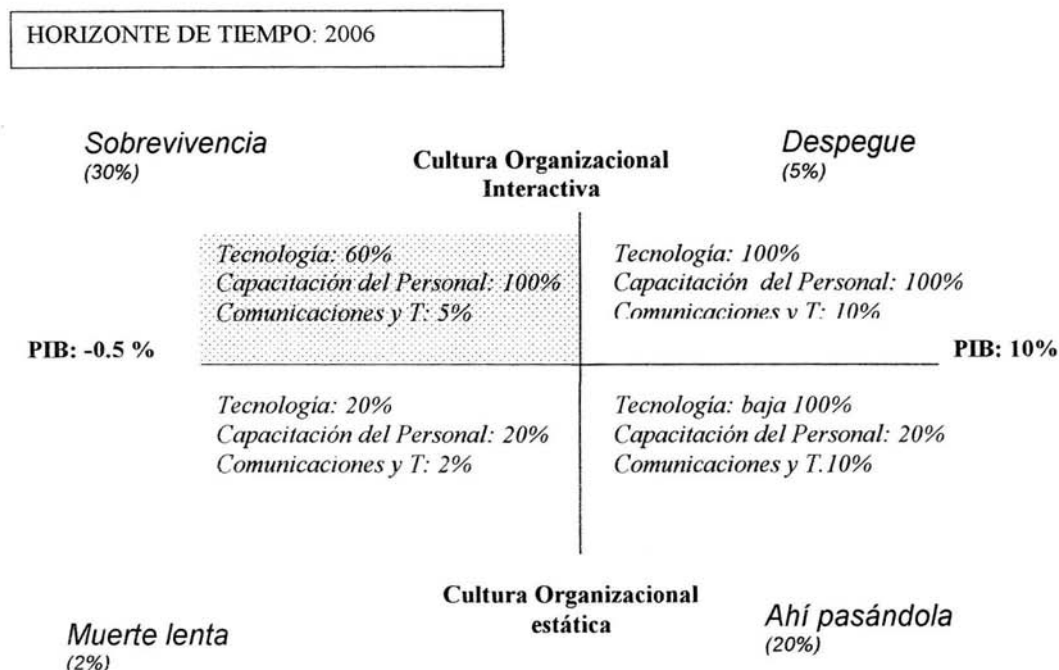 HORIZONTE DE TIEMPO: 2006
Sobrevivencia
(30%)
Cultura Organizacional
Interactiva
Despegue
(5%)
Tecnología: 60%
Capacitación del Personal: 100%
Comunicaciones y T: 5%
Tecnología: 100%
Capacitación del Personal: 100%
Comunicaciones y T: 10%
PIB: -0.5 %
PIB: 10%
Tecnología: 20%
Capacitación del Personal: 20%
Comunicaciones y T: 2%
Tecnología: baja 100%
Capacitación del Personal: 20%
Comunicaciones y T.10%
Cultura Organizacional
estática
Muerte lenta
(2%)
Ahí pasándola
(20%)